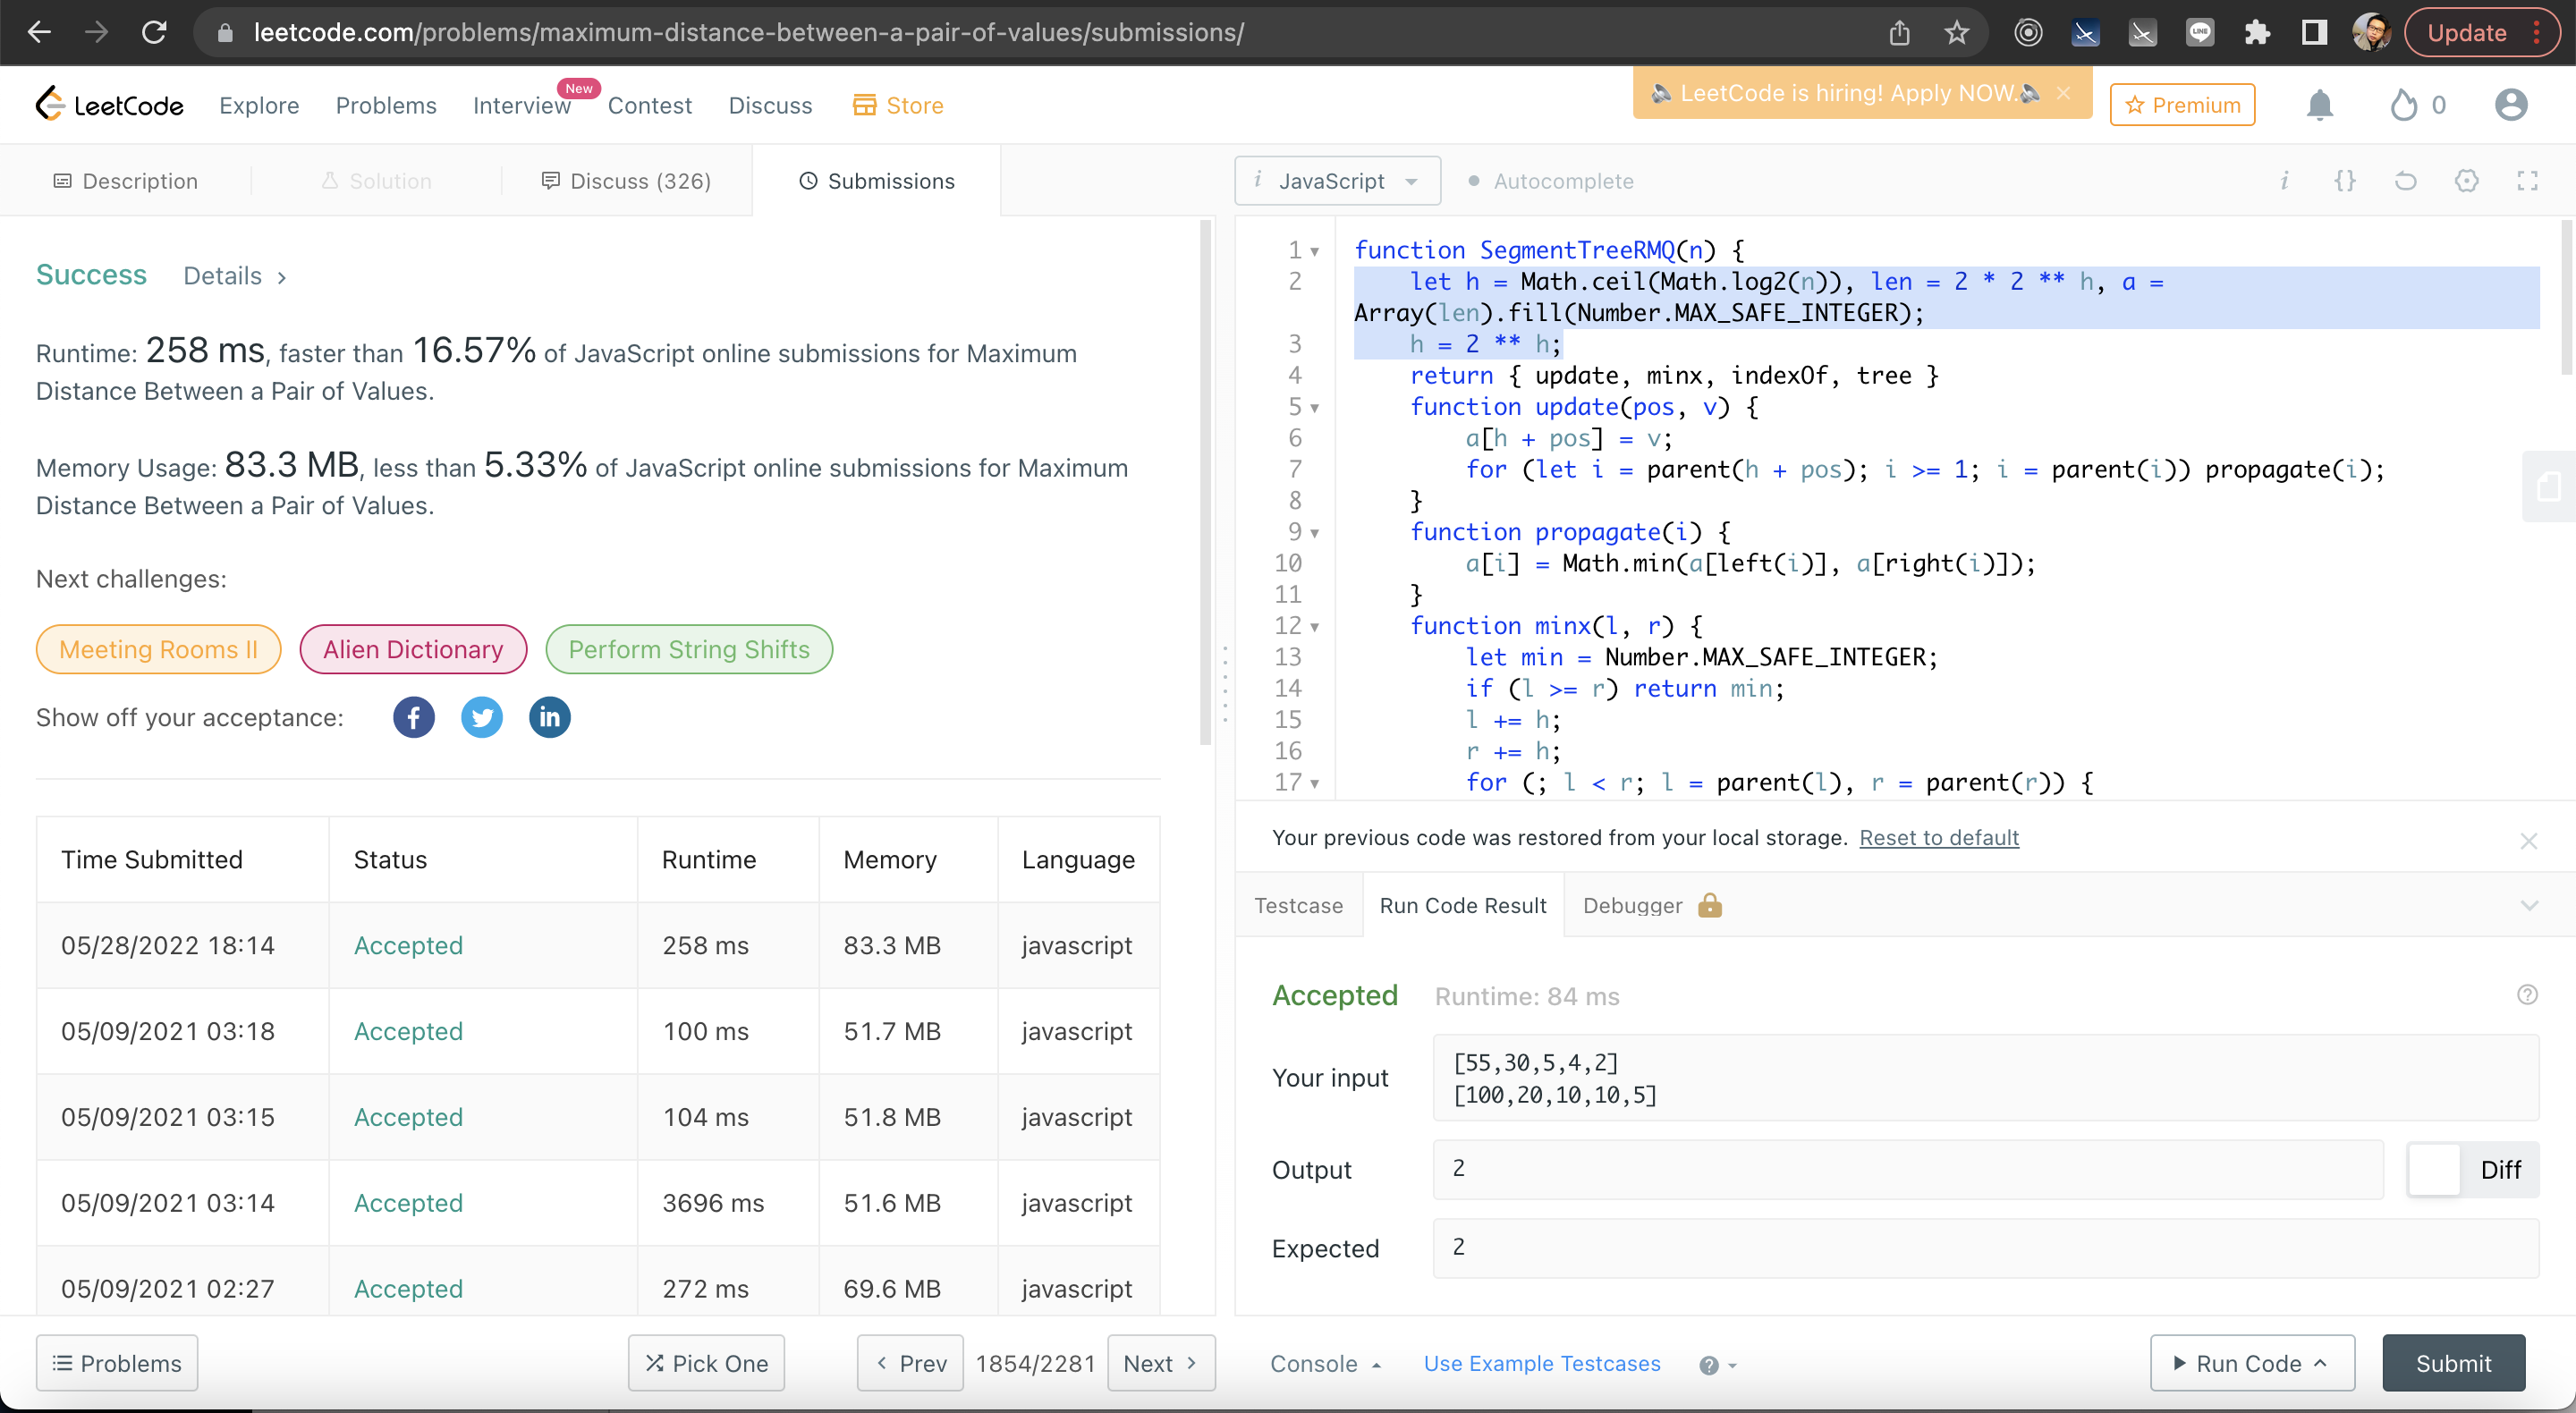 leetcode.com/problems/maximum-distance-between-a-pair-of-values/submissions/
Update
LeetCode
Explore
Problems
Interview
New
Contest
Discuss
Store
LeetCode is hiring! Apply NOW.
Premium
0
Description
Solution
Discuss (326)
Submissions
i JavaScript
Autocomplete
i {}
Success Details >
Runtime: 258 ms, faster than 16.57% of JavaScript online submissions for Maximum
Distance Between a Pair of Values.
Memory Usage: 83.3 MB, less than 5.33% of JavaScript online submissions for Maximum
Distance Between a Pair of Values.
Next challenges:
Meeting Rooms II
Alien Dictionary
Perform String Shifts
Show off your acceptance:
Time Submitted Status Runtime Memory Language
05/28/2022 18:14 Accepted 258 ms 83.3 MB javascript
05/09/2021 03:18 Accepted 100 ms 51.7 MB javascript
05/09/2021 03:15 Accepted 104 ms 51.8 MB javascript
05/09/2021 03:14 Accepted 3696 ms 51.6 MB javascript
05/09/2021 02:27 Accepted 272 ms 69.6 MB javascript
1 function SegmentTreeRMQ(n) {
2 let h = Math.ceil(Math.log2(n)), len = 2 * 2 ** h, a =
Array(len).fill(Number.MAX_SAFE_INTEGER);
3 h = 2 ** h;
4 return { update, minx, indexOf, tree }
5 function update(pos, v) {
6 a[h + pos] = v;
7 for (let i = parent(h + pos); i >= 1; i = parent(i)) propagate(i);
8 }
9 function propagate(i) {
10 a[i] = Math.min(a[left(i)], a[right(i)]);
11 }
12 function minx(l, r) {
13 let min = Number.MAX_SAFE_INTEGER;
14 if (l >= r) return min;
15 l += h;
16 r += h;
17 for (; l < r; l = parent(l), r = parent(r)) {
Your previous code was restored from your local storage. Reset to default
Testcase
Run Code Result
Debugger
Accepted Runtime: 84 ms
Your input
[55,30,5,4,2]
[100,20,10,10,5]
Output
2
Diff
Expected
2
Problems
Pick One
Prev
1854/2281
Next
Console
Use Example Testcases
Run Code
Submit